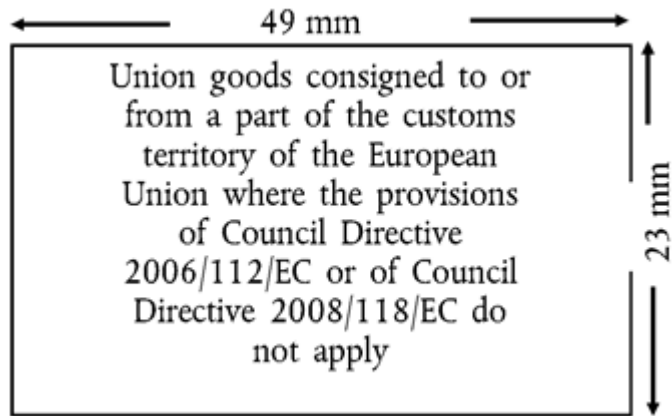 49 mm
Union goods consigned to or
from a part of the customs
territory of the European
Union where the provisions
of Council Directive
2006/112/EC or of Council
Directive 2008/118/EC do
not apply
23 mm